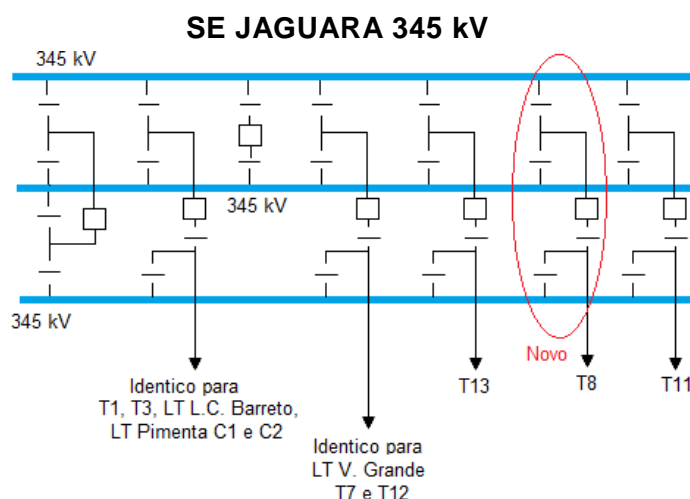 SE JAGUARA 345 kV
345 kV
345 kV
345 kV
Novo
T13
T8
T11
Identico para
T1, T3, LT L.C. Barreto,
LT Pimenta C1 e C2
Identico para
LT V. Grande
T7 e T12